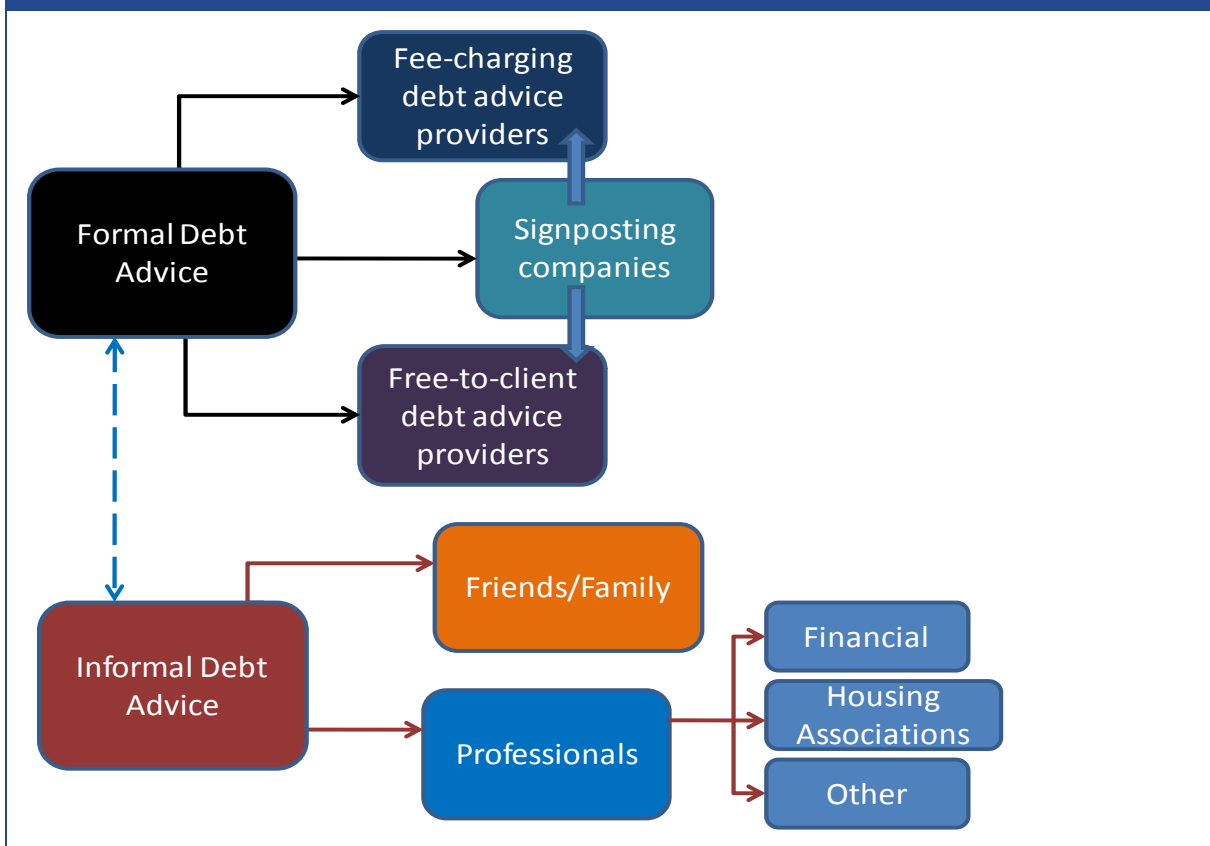 Fee-charging
debt advice
providers
Formal Debt
Advice
Signposting
companies
Free-to-client
debt advice
providers
Friends/Family
Informal Debt
Advice
Professionals
Financial
Housing
Associations
Other